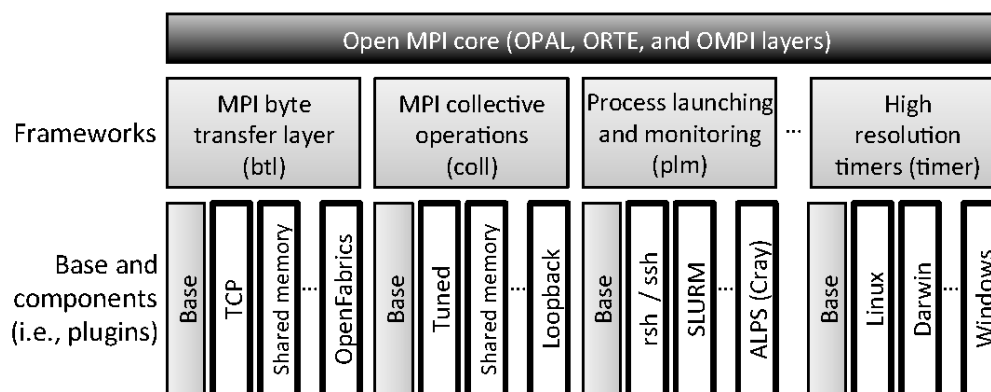 Open MPI core (OPAL, ORTE, and OMPI layers)
Frameworks
MPI byte
transfer layer
(btl)
MPI collective
operations
(coll)
Process launching
and monitoring
(plm)
...
High
resolution
timers (timer)
Base and
components
(i.e., plugins)
Base
TCP
Shared memory
...
OpenFabrics
Base
Tuned
Shared memory
...
Loopback
Base
rsh / ssh
SLURM
...
ALPS (Cray)
Base
Linux
Darwin
...
Windows